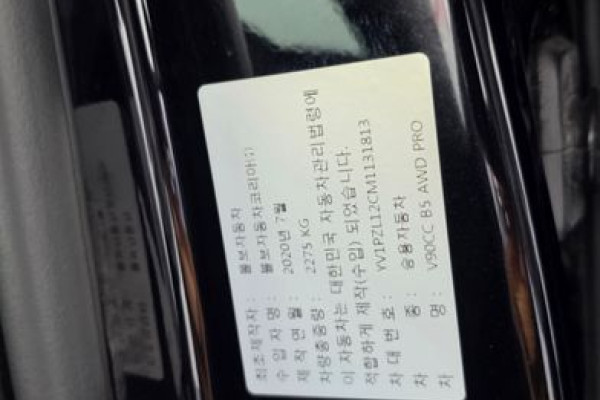 최초제작자 : 볼보자동차
수 입 자 명 : 볼보자동차코리아(주)
제 작 연 월 : 2020년 7월
차량총중량 : 2275 KG
이 자동차는 대한민국 자동차관리법령에
적합하게 제작(수입) 되었습니다.
차 대 번 호 : YV1PZL12CM1131813
차 종 : 승용자동차
차 명 : V90CC B5 AWD PRO